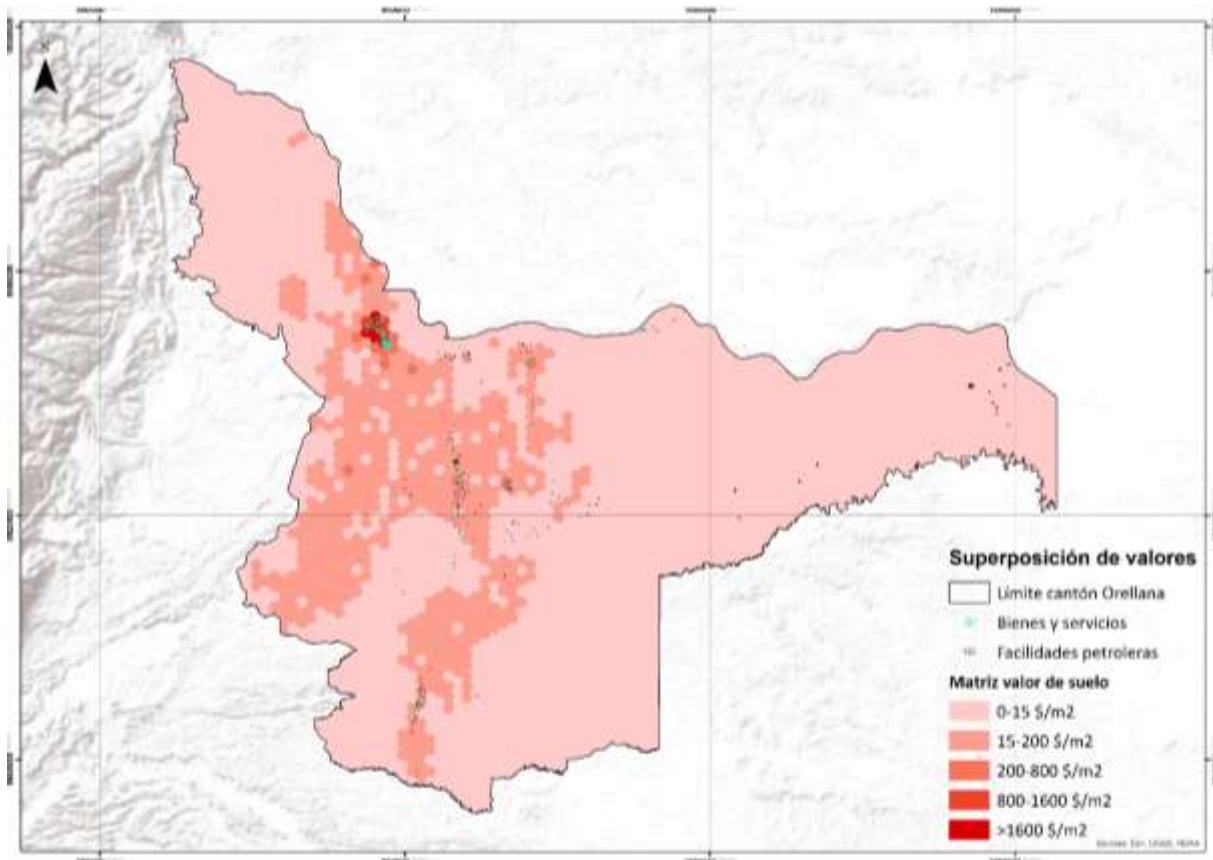 Superposición de valores
Límite cantón Orellana
Bienes y servicios
Facilidades petroleras
Matriz valor de suelo
0-15 $/m2
15-200 $/m2
200-800 $/m2
800-1600 $/m2
>1600 $/m2